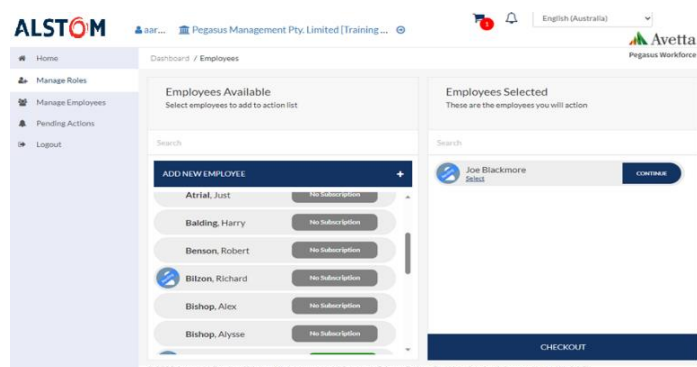 ALSTOM
aar...
Pegasus Management Pty. Limited [Training ...
1
English (Australia)
Avetta
Pegasus Workforce
Home
Manage Roles
Manage Employees
Pending Actions
Logout
Dashboard / Employees
Employees Available
Select employees to add to action list
Search
ADD NEW EMPLOYEE +
Atrial, Just No Subscription
Balding, Harry No Subscription
Benson, Robert No Subscription
Bilzon, Richard No Subscription
Bishop, Alex No Subscription
Bishop, Alysse No Subscription
Employees Selected
These are the employees you will action
Search
Joe Blackmore
Select
CONTINUE
CHECKOUT